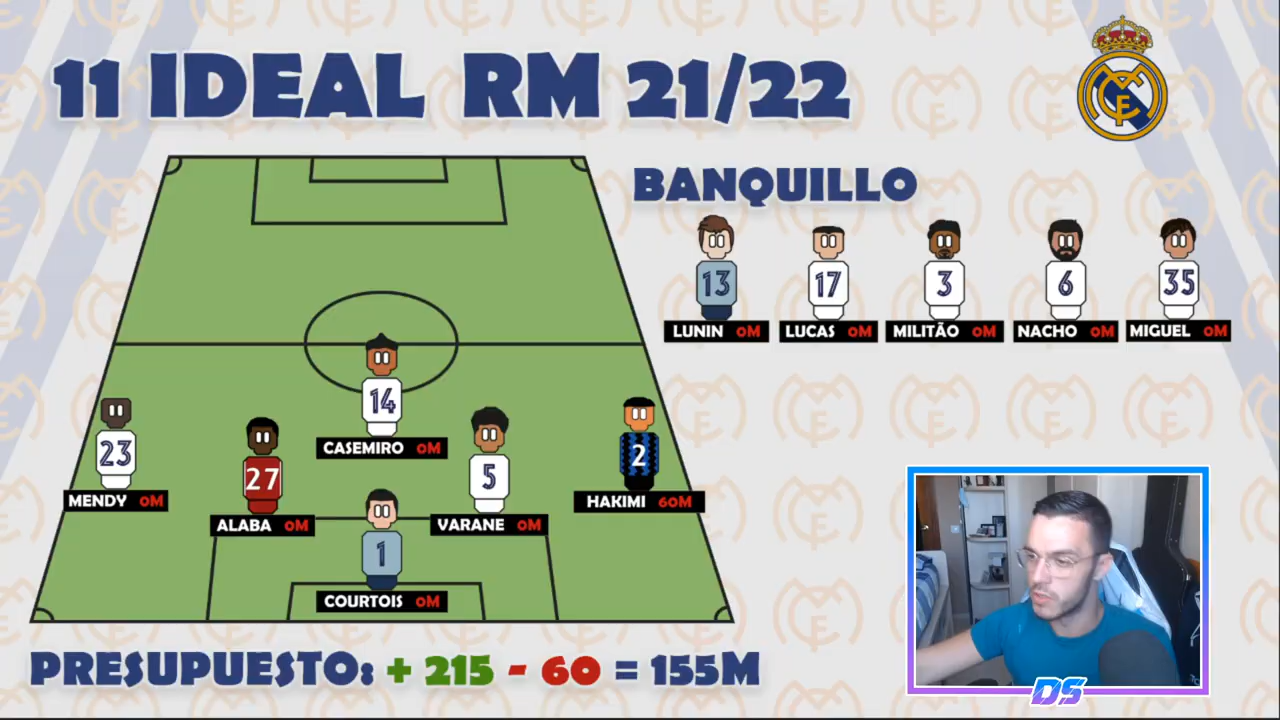 11 IDEAL RM 21/22
BANQUILLO
13
17
3
6
35
LUNIN 0M
LUCAS 0M
MILITÃO 0M
NACHO 0M
MIGUEL 0M
14
CASEMIRO 0M
23
MENDY 0M
27
ALABA 0M
5
VARANE 0M
2
HAKIMI 60M
1
COURTOIS 0M
PRESUPUESTO: + 215 - 60 = 155M
DS